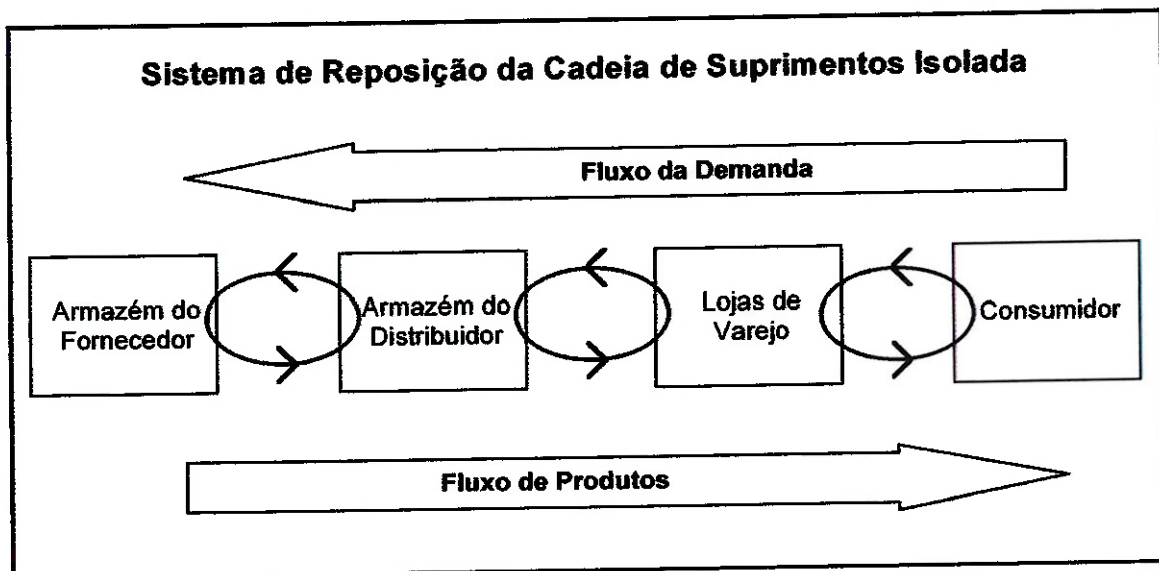 Sistema de Reposição da Cadeia de Suprimentos Isolada
Fluxo da Demanda
Armazém do
Fornecedor
Armazém do
Distribuidor
Lojas de
Varejo
Consumidor
Fluxo de Produtos